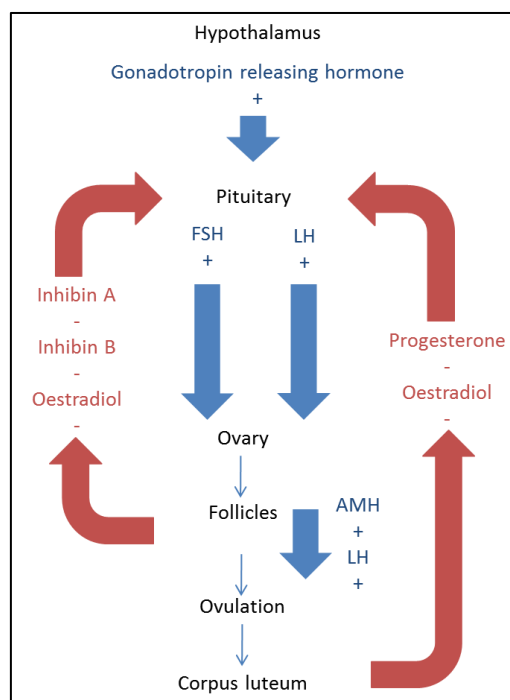 Hypothalamus
Gonadotropin releasing hormone
+
Pituitary
FSH
+
LH
+
Inhibin A
-
Inhibin B
-
Oestradiol
-
Progesterone
-
Oestradiol
-
Ovary
Follicles
AMH
+
LH
+
Ovulation
Corpus luteum